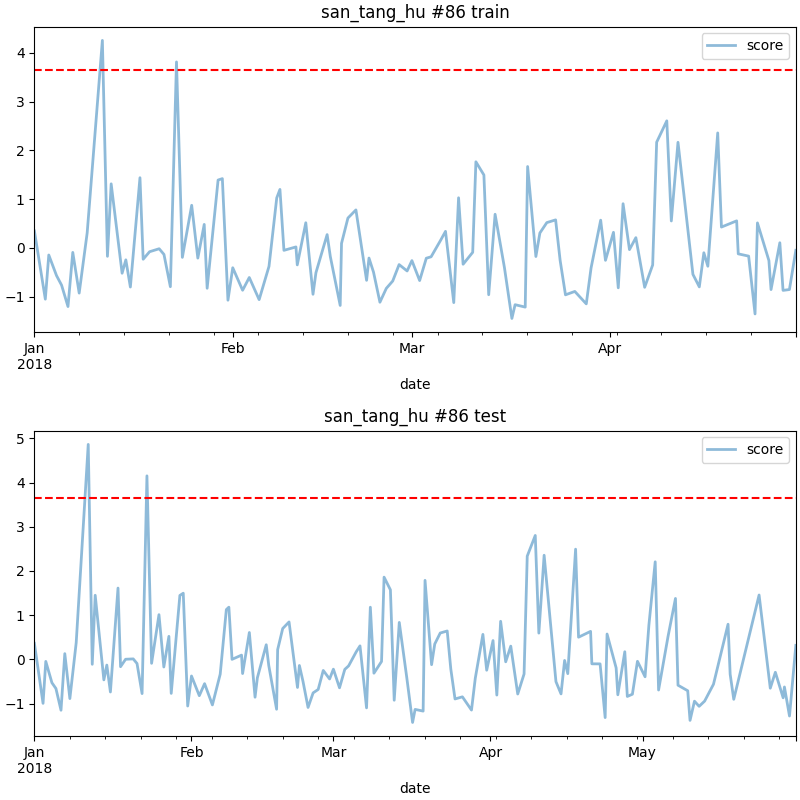 san_tang_hu #86 train
score
4
3
2
1
0
−1
Jan Feb Mar Apr
2018
date
san_tang_hu #86 test
score
5
4
3
2
1
0
−1
Jan Feb Mar Apr May
2018
date